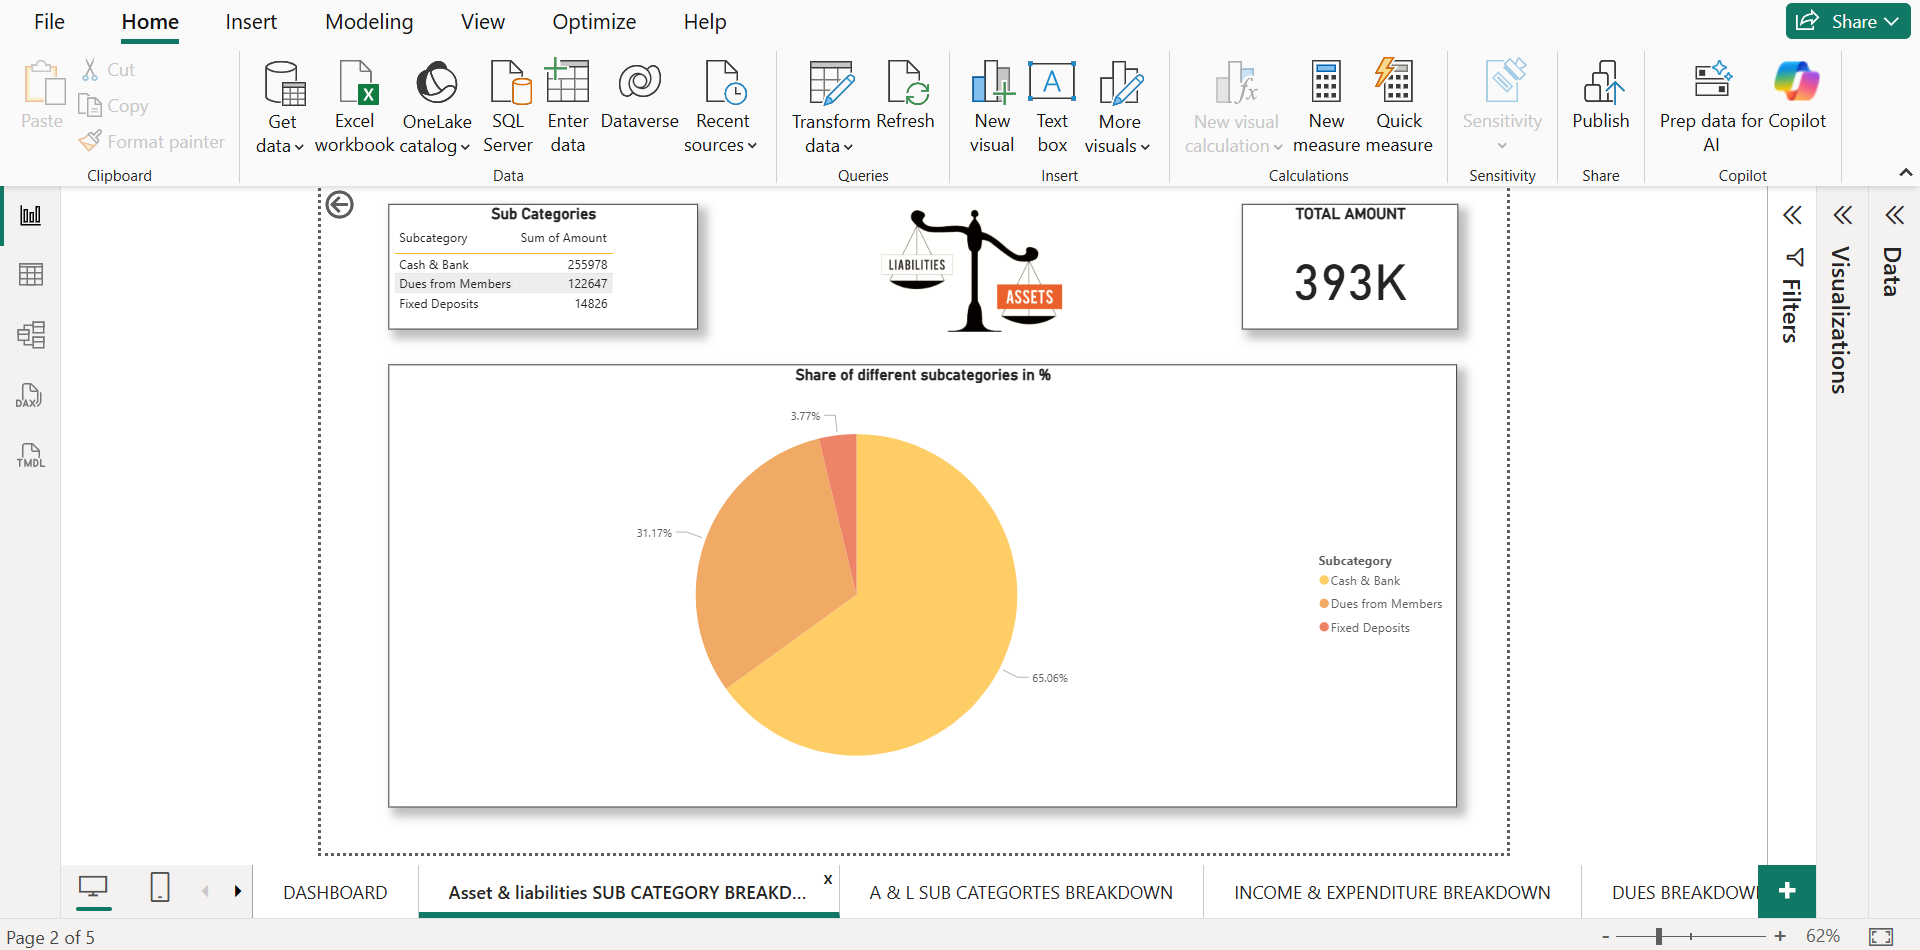 File Home Insert Modeling View Optimize Help
Share
Paste
Cut
Copy
Format painter
Clipboard
Get
data
Excel
workbook
OneLake
catalog
SQL
Server
Enter
data
Dataverse
Recent
sources
Data
Transform
data
Refresh
Queries
New
visual
A
Text
box
More
visuals
Insert
New visual
calculation
New
measure
Quick
measure
Calculations
Sensitivity
Sensitivity
Publish
Share
Prep data for
AI
Copilot
Copilot
DAX
TMDL
Sub Categories
Subcategory Sum of Amount
Cash & Bank 255978
Dues from Members 122647
Fixed Deposits 14826
LIABILITIES
ASSETS
TOTAL AMOUNT
393K
Share of different subcategories in %
3.77%
31.17%
65.06%
Subcategory
Cash & Bank
Dues from Members
Fixed Deposits
Filters
Visualizations
Data
DASHBOARD
Asset & liabilities SUB CATEGORY BREAKD...
x
A & L SUB CATEGORTES BREAKDOWN
INCOME & EXPENDITURE BREAKDOWN
DUES BREAKDOW
+
Page 2 of 5
- + 62%